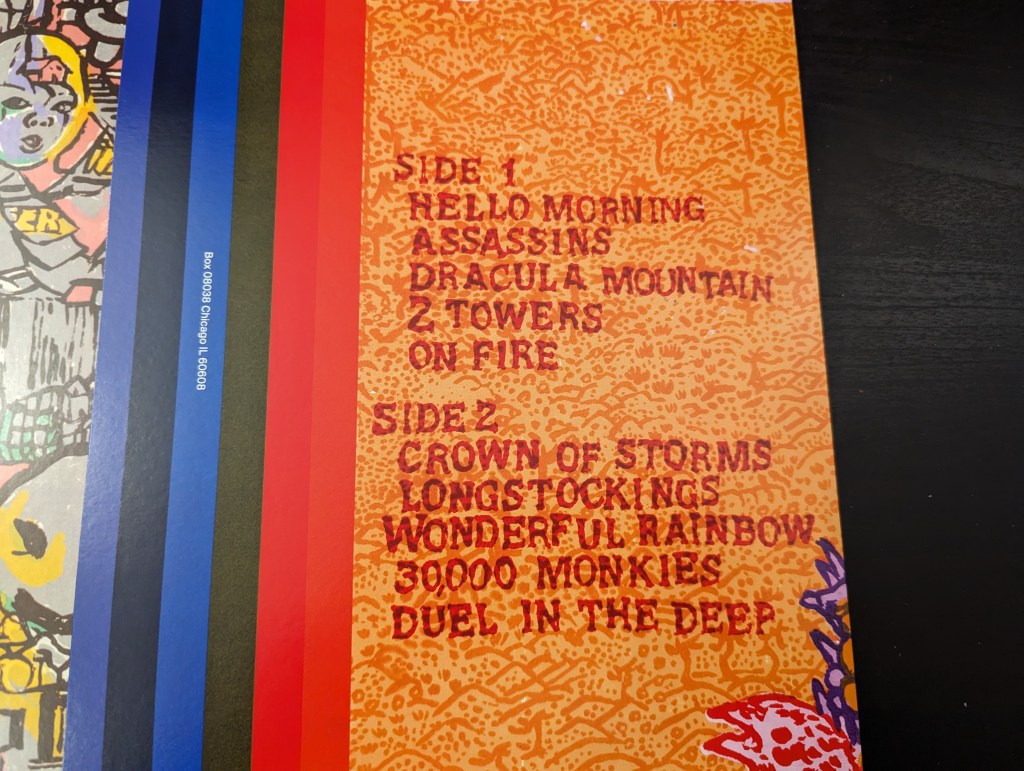 ER
Box 08038 Chicago IL 60608
SIDE 1
HELLO MORNING
ASSASSINS
DRACULA MOUNTAIN
2 TOWERS
ON FIRE
SIDE 2
CROWN OF STORMS
LONGSTOCKINGS
WONDERFUL RAINBOW
30,000 MONKIES
DUEL IN THE DEEP